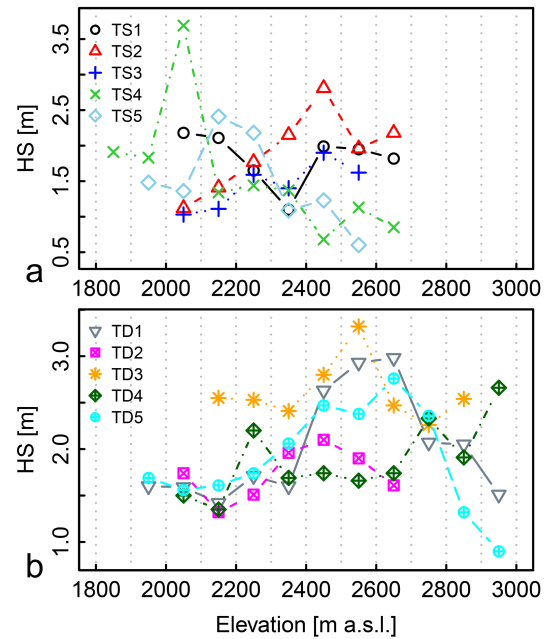 a
HS [m]
3.5
2.5
1.5
0.5
TS1
TS2
TS3
TS4
TS5
1800 2000 2200 2400 2600 2800 3000
b
HS [m]
3.0
2.0
1.0
TD1
TD2
TD3
TD4
TD5
1800 2000 2200 2400 2600 2800 3000
Elevation [m a.s.l.]